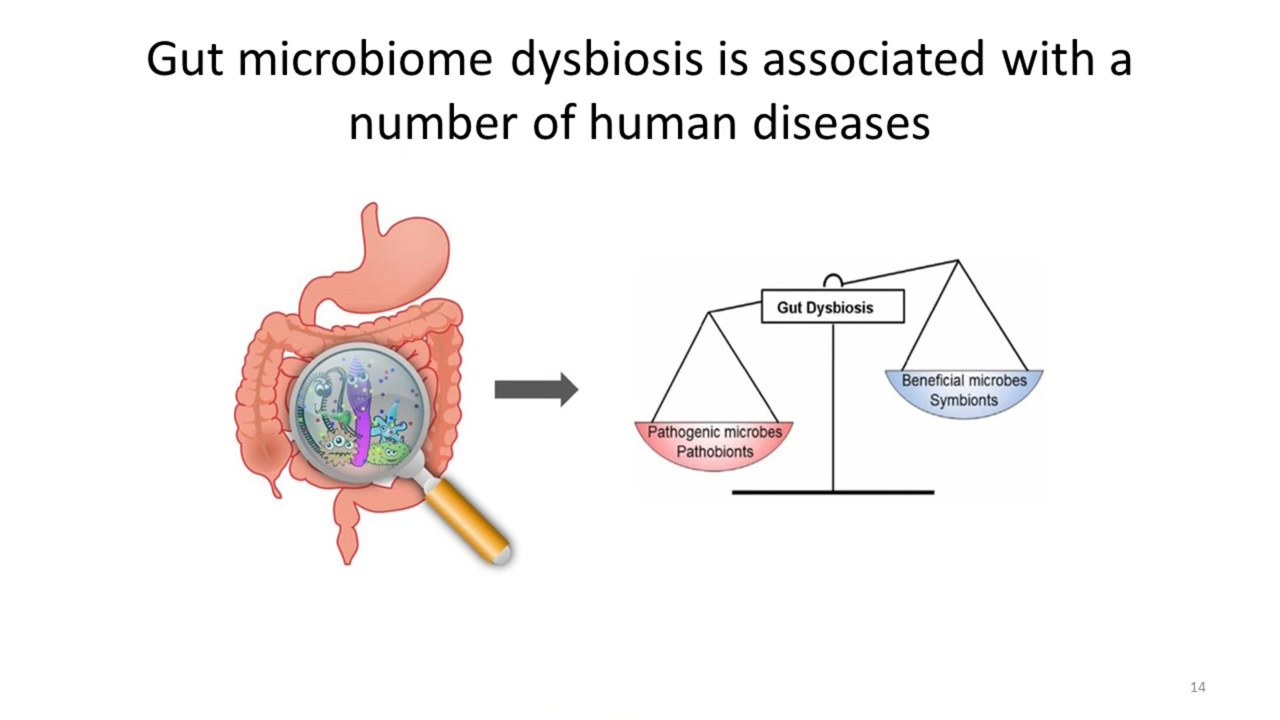 Gut microbiome dysbiosis is associated with a
number of human diseases
Gut Dysbiosis
Beneficial microbes
Symbionts
Pathogenic microbes
Pathobionts
14